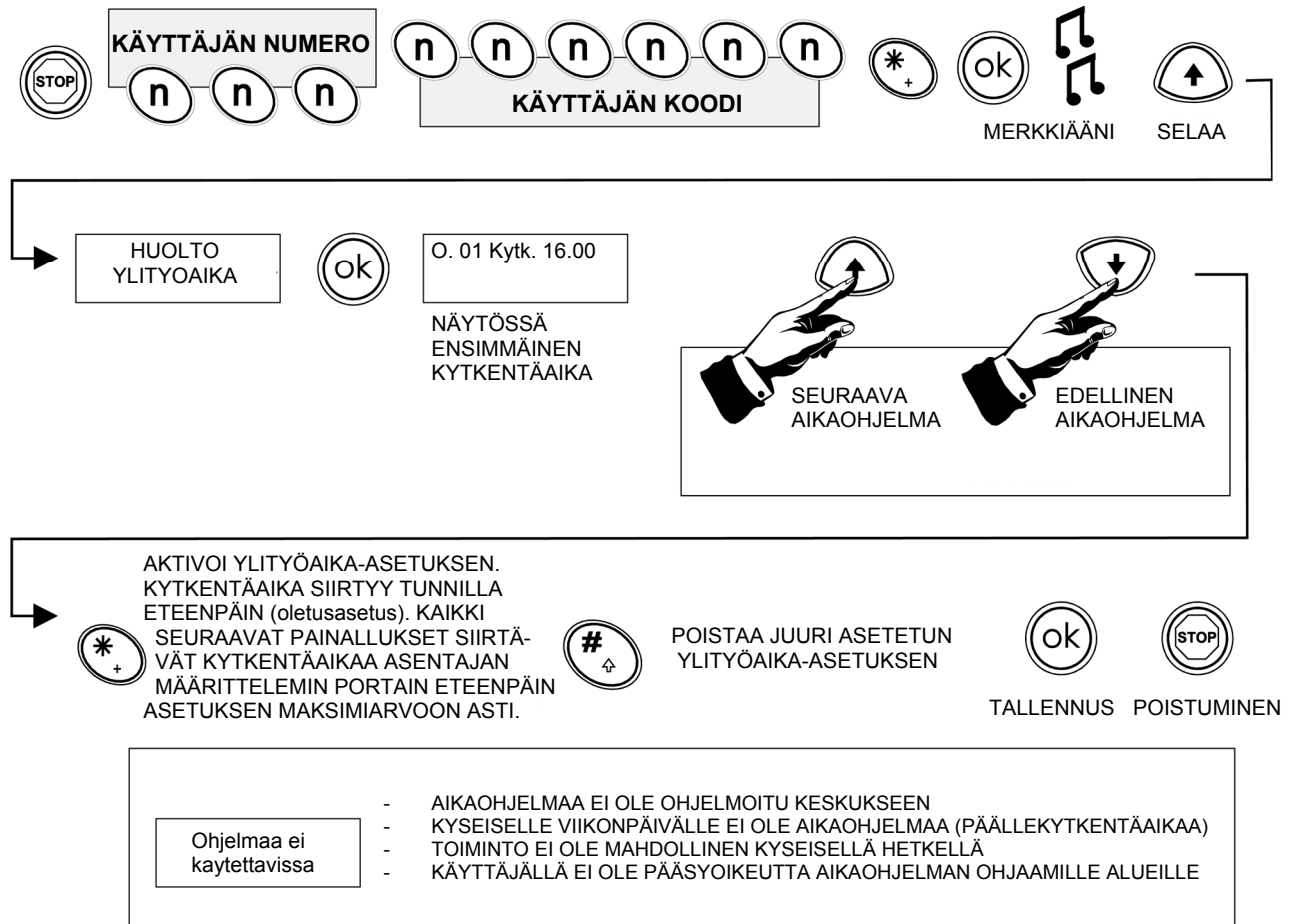 STOP
KÄYTTÄJÄN NUMERO
n n n
n n n n n n
KÄYTTÄJÄN KOODI
* +
ok
MERKKIÄÄNI
SELAA
HUOLTO
YLITYOAIKA
ok
O. 01 Kytk. 16.00
NÄYTÖSSÄ
ENSIMMÄINEN
KYTKENTÄAIKA
SEURAAVA
AIKAOHJELMA
EDELLINEN
AIKAOHJELMA
* +
AKTIVOI YLITYÖAIKA-ASETUKSEN.
KYTKENTÄAIKA SIIRTYY TUNNILLA
ETEENPÄIN (oletusasetus). KAIKKI
SEURAAVAT PAINALLUKSET SIIRTÄ-
VÄT KYTKENTÄAIKAA ASENTAJAN
MÄÄRITTELEMIN PORTAIN ETEENPÄIN
ASETUKSEN MAKSIMIARVOON ASTI.
#
POISTAA JUURI ASETETUN
YLITYÖAIKA-ASETUKSEN
ok
TALLENNUS
STOP
POISTUMINEN
Ohjelmaa ei
kaytettavissa
- AIKAOHJELMAA EI OLE OHJELMOITU KESKUKSEEN
- KYSEISELLE VIIKONPÄIVÄLLE EI OLE AIKAOHJELMAA (PÄÄLLEKYTKENTÄAIKAA)
- TOIMINTO EI OLE MAHDOLLINEN KYSEISELLÄ HETKELLÄ
- KÄYTTÄJÄLLÄ EI OLE PÄÄSYOIKEUTTA AIKAOHJELMAN OHJAAMILLE ALUEILLE